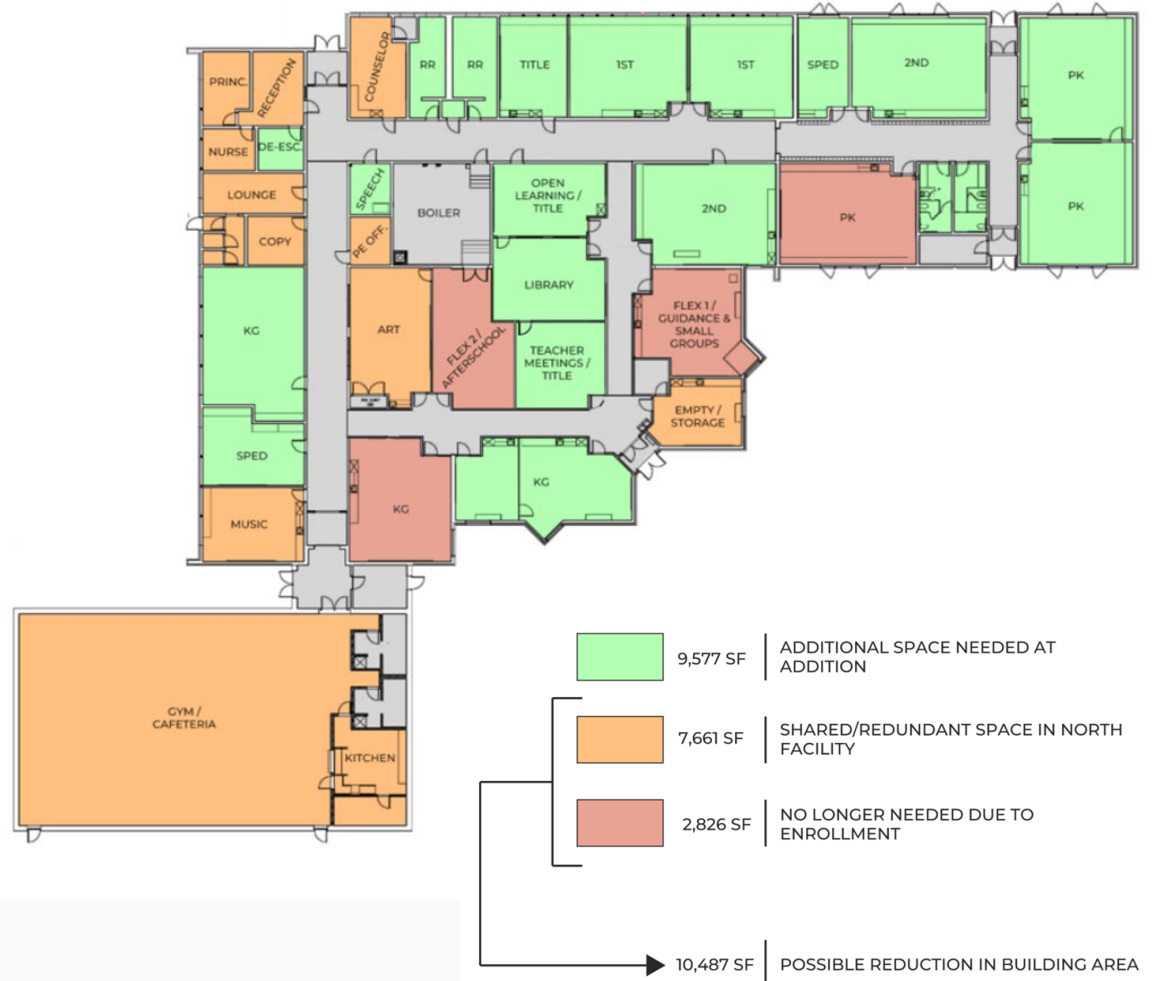 COUNSELOR
RR
RR
TITLE
1ST
1ST
SPED
2ND
PK
PRINC.
RECEPTION
NURSE
DE-ESC.
LOUNGE
COPY
SPEECH
PE OFF.
BOILER
OPEN
LEARNING /
TITLE
2ND
PK
PK
KG
ART
FLEX 2 /
AFTERSCHOOL
LIBRARY
TEACHER
MEETINGS /
TITLE
FLEX 1 /
GUIDANCE &
SMALL
GROUPS
EMPTY /
STORAGE
SPED
MUSIC
KG
KG
GYM /
CAFETERIA
KITCHEN
9,577 SF
ADDITIONAL SPACE NEEDED AT
ADDITION
7,661 SF
SHARED/REDUNDANT SPACE IN NORTH
FACILITY
2,826 SF
NO LONGER NEEDED DUE TO
ENROLLMENT
10,487 SF
POSSIBLE REDUCTION IN BUILDING AREA